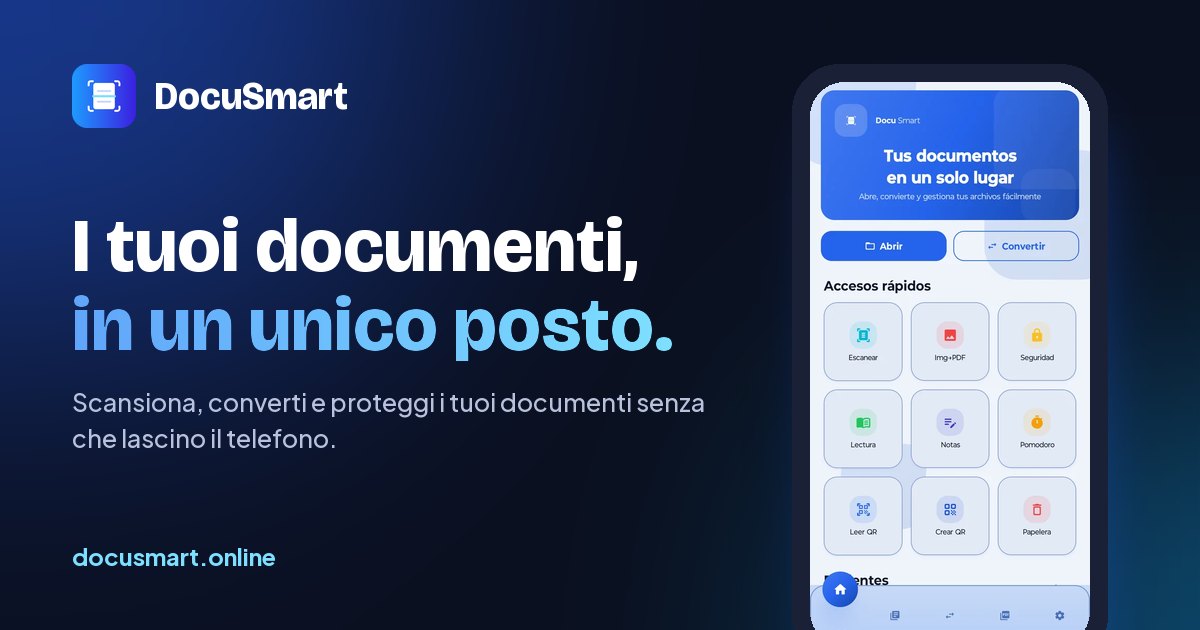 DocuSmart
I tuoi documenti,
in un unico posto.
Scansiona, converti e proteggi i tuoi documenti senza
che lascino il telefono.
docusmart.online
Docu Smart
Tus documentos
en un solo lugar
Abre, convierte y gestiona tus archivos fácilmente
Abrir
Convertir
Accesos rápidos
Escanear
Img→PDF
Seguridad
Lectura
Notas
Pomodoro
Leer QR
Crear QR
Papelera